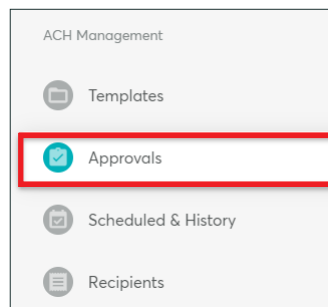 ACH Management
Templates
Approvals
Scheduled & History
Recipients